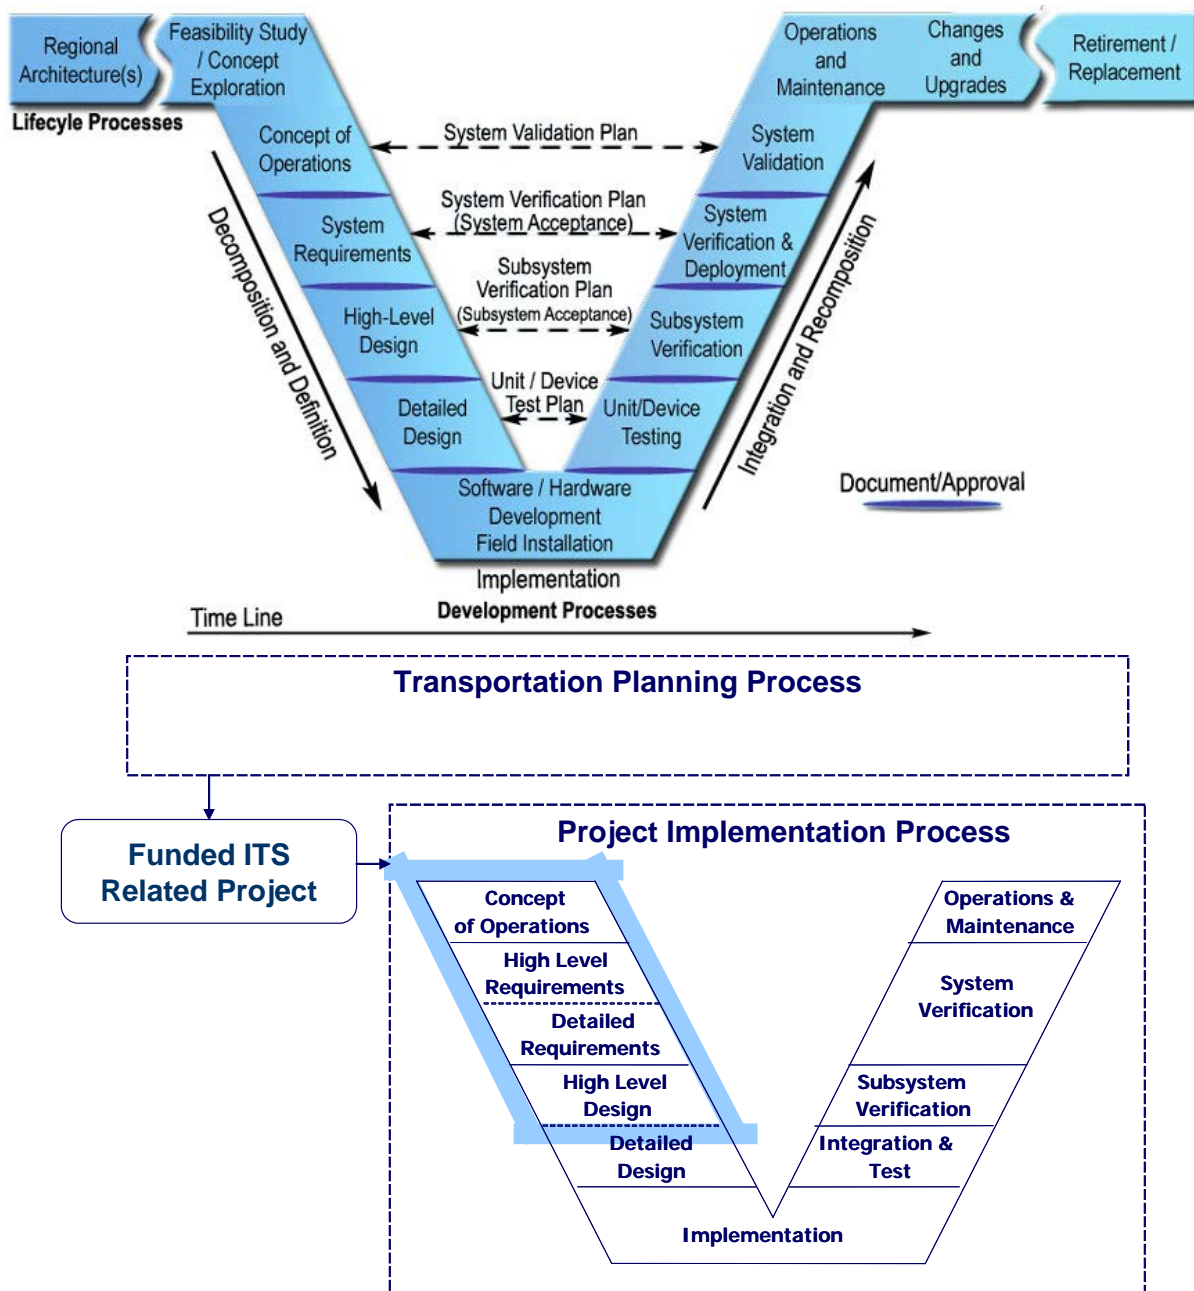 Regional
Architecture(s)
Feasibility Study
/ Concept
Exploration
Operations
and
Maintenance
Changes
and
Upgrades
Retirement /
Replacement
Lifecyle Processes
Concept of
Operations
System Validation Plan
System
Validation
System
Requirements
System Verification Plan
(System Acceptance)
System
Verification &
Deployment
High-Level
Design
Subsystem
Verification Plan
(Subsystem Acceptance)
Subsystem
Verification
Detailed
Design
Unit / Device
Test Plan
Unit/Device
Testing
Decomposition and Definition
Integration and Recomposition
Document/Approval
Software / Hardware
Development
Field Installation
Implementation
Development Processes
Time Line
Transportation Planning Process
Funded ITS
Related Project
Project Implementation Process
Concept
of Operations
High Level
Requirements
Detailed
Requirements
High Level
Design
Detailed
Design
Implementation
Operations &
Maintenance
System
Verification
Subsystem
Verification
Integration &
Test